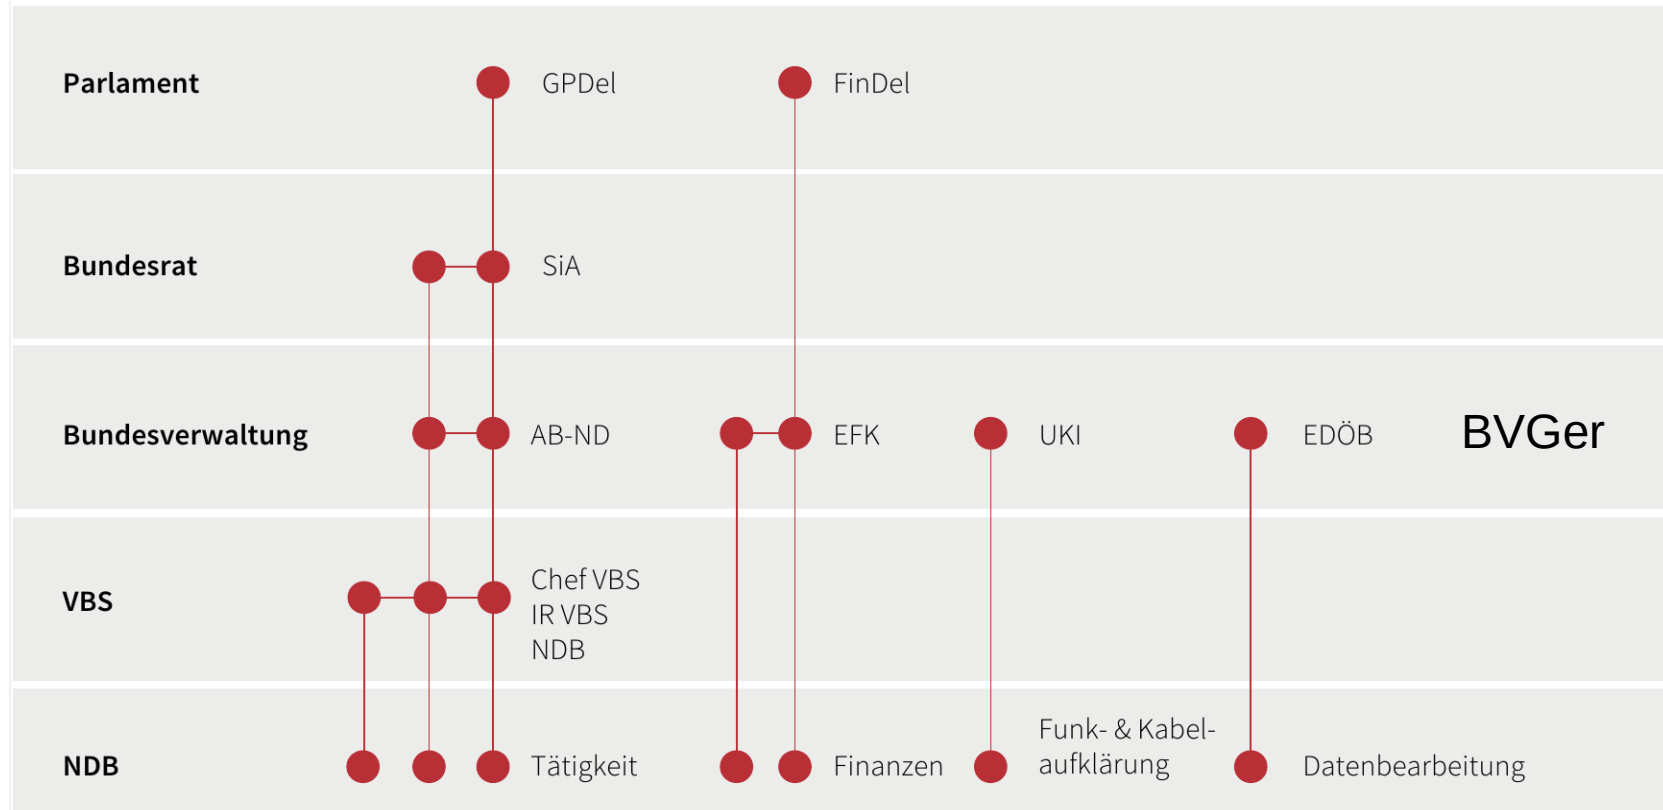 Parlament
GPDel
FinDel
Bundesrat
SiA
Bundesverwaltung
AB-ND
EFK
UKI
EDÖB
BVGer
VBS
Chef VBS
IR VBS
NDB
NDB
Tätigkeit
Finanzen
Funk- & Kabel-
aufklärung
Datenbearbeitung